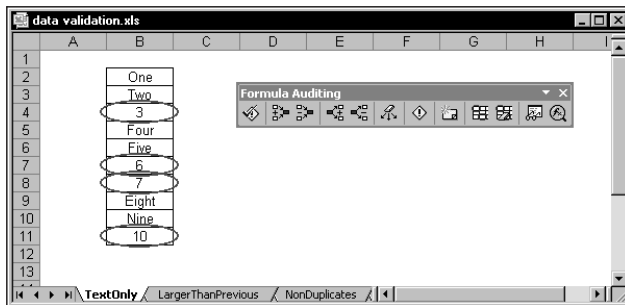 data validation.xls
A B C D E F G H I
1
2 One
3 Two
Formula Auditing
4 3
5 Four
6 Five
7 6
8 7
9 Eight
10 Nine
11 10
12
13
TextOnly LargerThanPrevious NonDuplicates